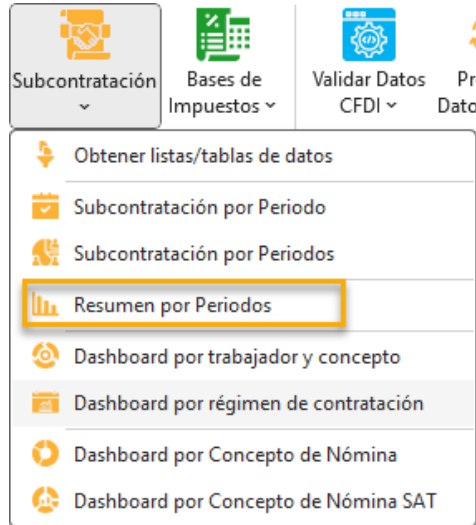 Subcontratación
Bases de
Impuestos
Validar Datos
CFDI
Pr
Dato
Obtener listas/tablas de datos
Subcontratación por Periodo
Subcontratación por Periodos
Resumen por Periodos
Dashboard por trabajador y concepto
Dashboard por régimen de contratación
Dashboard por Concepto de Nómina
Dashboard por Concepto de Nómina SAT